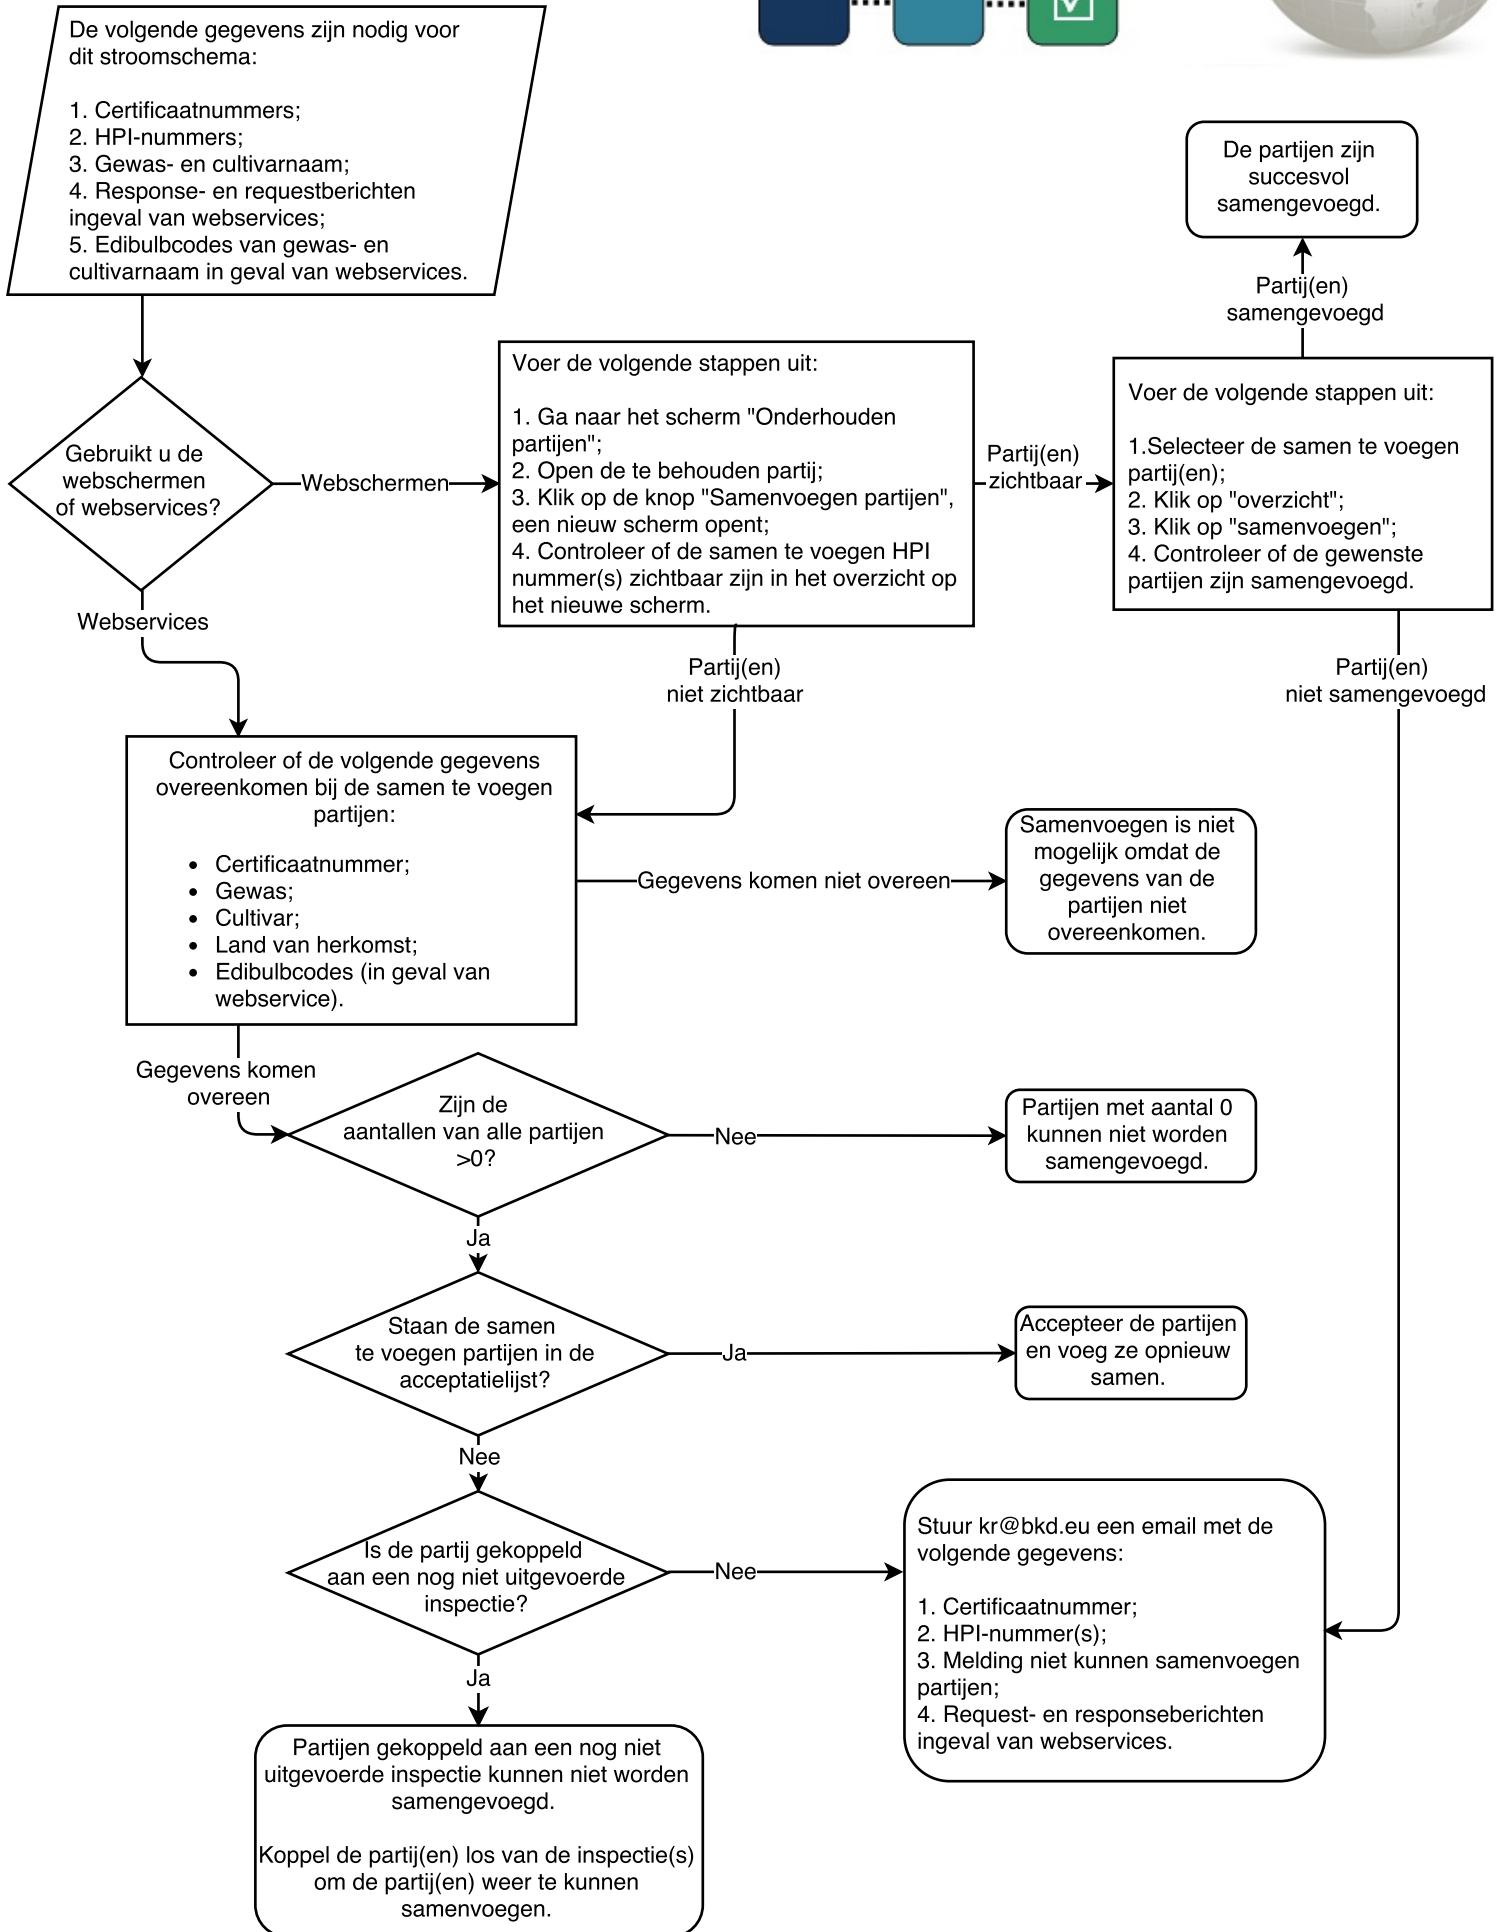 De volgende gegevens zijn nodig voor
dit stroomschema:
1. Certificaatnummers;
2. HPI-nummers;
3. Gewas- en cultivarnaam;
4. Response- en requestberichten
ingeval van webservices;
5. Edibulbcodes van gewas- en
cultivarnaam in geval van webservices.
De partijen zijn
succesvol
samengevoegd.
Partij(en)
samengevoegd
Gebruikt u de
webschermen
of webservices?
Webschermen
Voer de volgende stappen uit:
1. Ga naar het scherm "Onderhouden
partijen";
2. Open de te behouden partij;
3. Klik op de knop "Samenvoegen partijen",
een nieuw scherm opent;
4. Controleer of de samen te voegen HPI
nummer(s) zichtbaar zijn in het overzicht op
het nieuwe scherm.
Partij(en)
zichtbaar
Voer de volgende stappen uit:
1.Selecteer de samen te voegen
partij(en);
2. Klik op "overzicht";
3. Klik op "samenvoegen";
4. Controleer of de gewenste
partijen zijn samengevoegd.
Webservices
Partij(en)
niet zichtbaar
Partij(en)
niet samengevoegd
Controleer of de volgende gegevens
overeenkomen bij de samen te voegen
partijen:
• Certificaatnummer;
• Gewas;
• Cultivar;
• Land van herkomst;
• Edibulbcodes (in geval van
webservice).
Gegevens komen niet overeen
Samenvoegen is niet
mogelijk omdat de
gegevens van de
partijen niet
overeenkomen.
Gegevens komen
overeen
Zijn de
aantallen van alle partijen
>0?
Nee
Partijen met aantal 0
kunnen niet worden
samengevoegd.
Ja
Staan de samen
te voegen partijen in de
acceptatielijst?
Ja
Accepteer de partijen
en voeg ze opnieuw
samen.
Nee
Is de partij gekoppeld
aan een nog niet uitgevoerde
inspectie?
Nee
Stuur kr@bkd.eu een email met de
volgende gegevens:
1. Certificaatnummer;
2. HPI-nummer(s);
3. Melding niet kunnen samenvoegen
partijen;
4. Request- en responseberichten
ingeval van webservices.
Ja
Partijen gekoppeld aan een nog niet
uitgevoerde inspectie kunnen niet worden
samengevoegd.
Koppel de partij(en) los van de inspectie(s)
om de partij(en) weer te kunnen
samenvoegen.